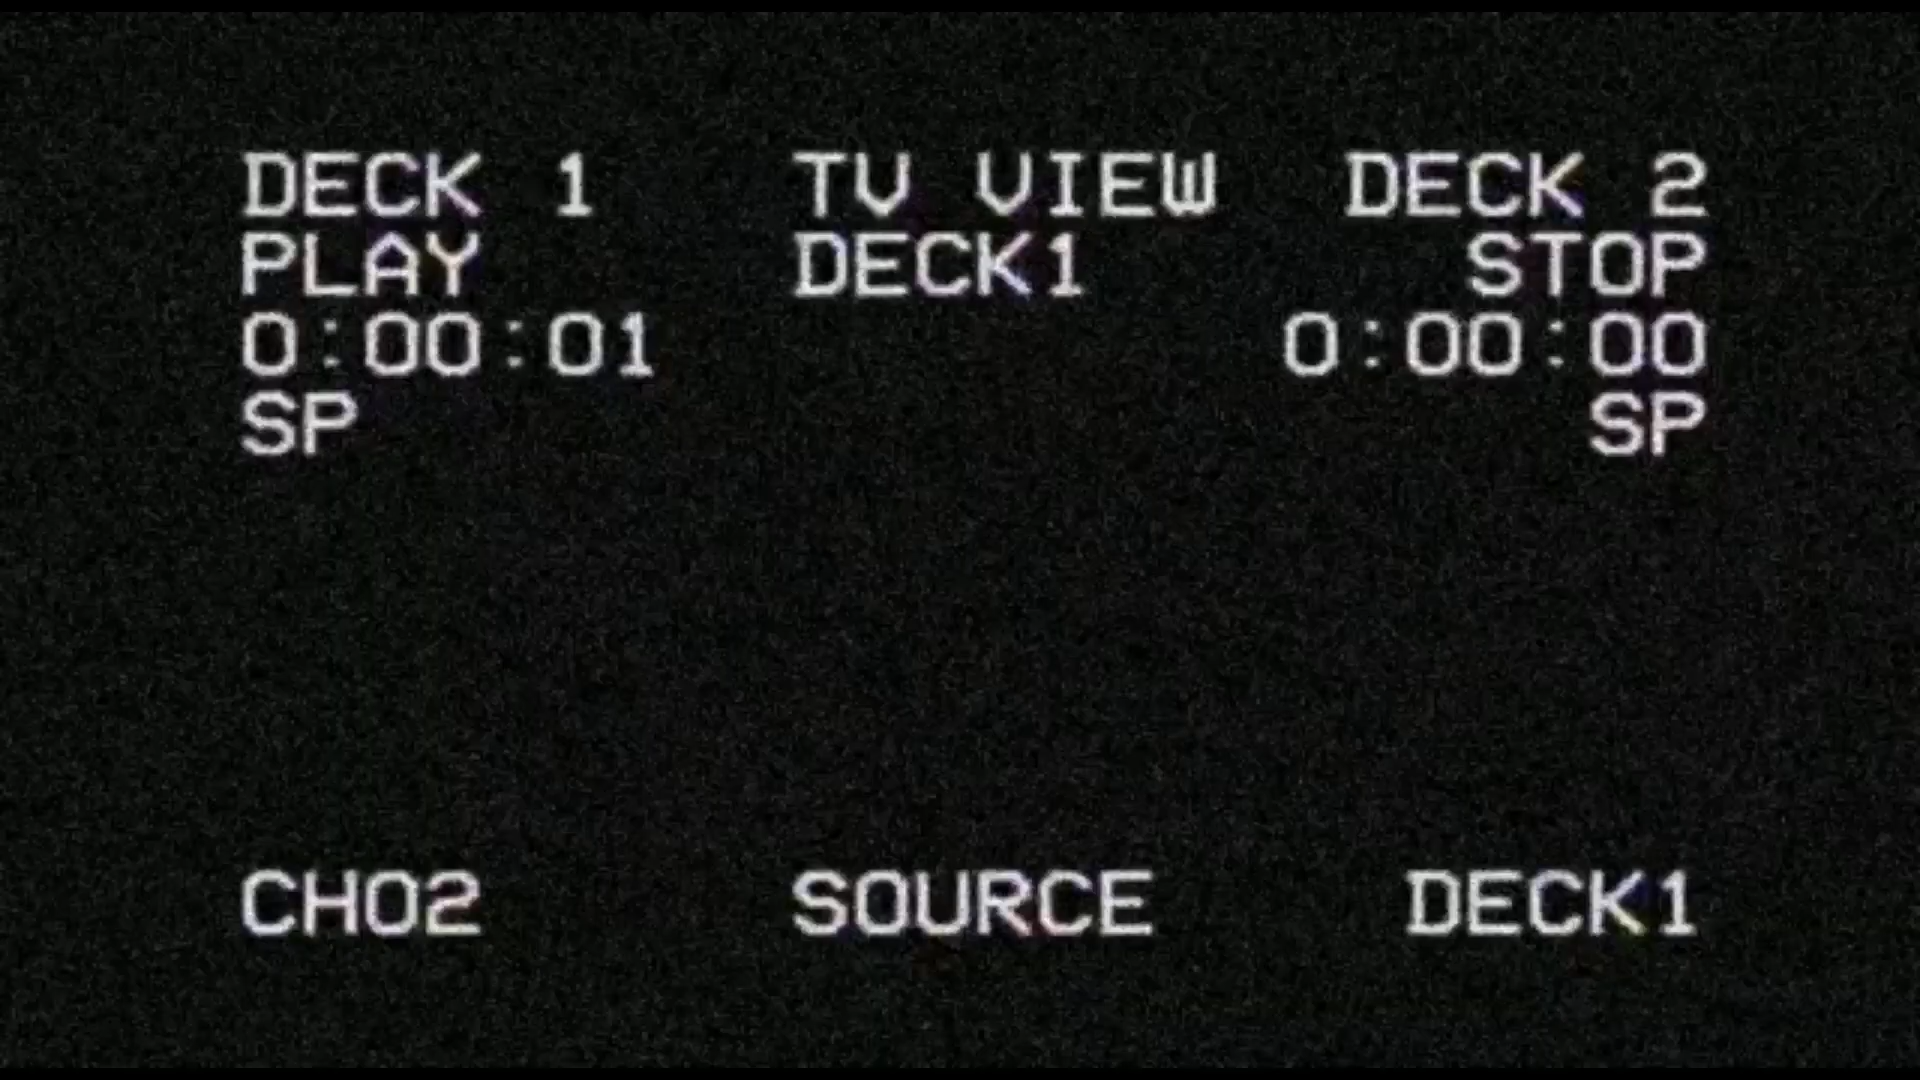 DECK 1 TV VIEW DECK 2
PLAY DECK1 STOP
0:00:01 0:00:00
SP SP
CH02 SOURCE DECK1